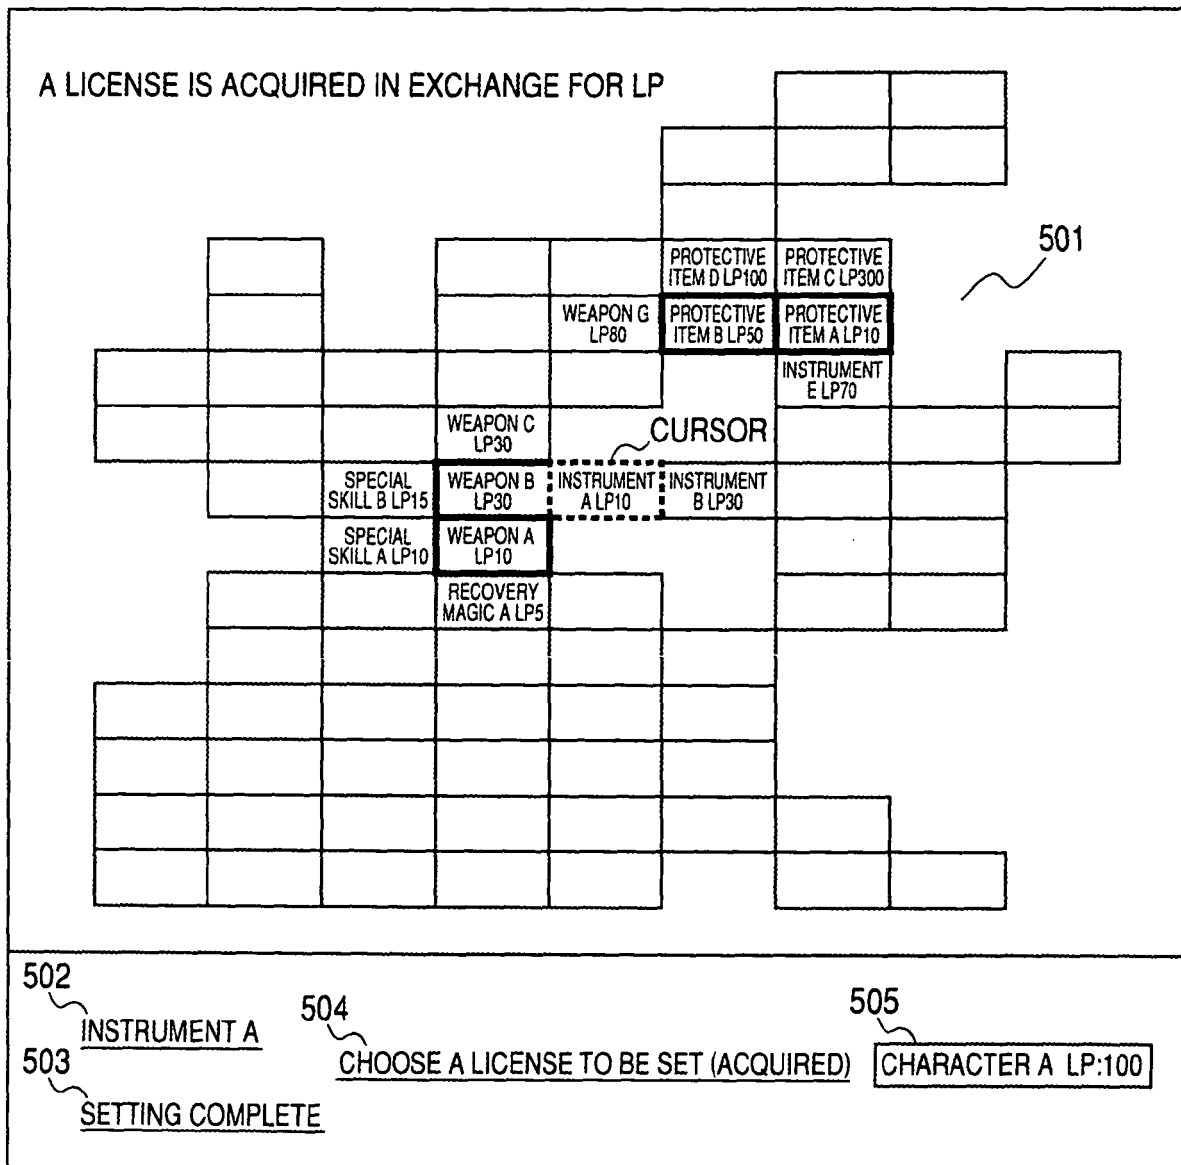 A LICENSE IS ACQUIRED IN EXCHANGE FOR LP
501
PROTECTIVE
ITEM D LP100
PROTECTIVE
ITEM C LP300
WEAPON G
LP80
PROTECTIVE
ITEM B LP50
PROTECTIVE
ITEM A LP10
INSTRUMENT
E LP70
WEAPON C
LP30
CURSOR
SPECIAL
SKILL B LP15
WEAPON B
LP30
INSTRUMENT
A LP10
INSTRUMENT
B LP30
SPECIAL
SKILL A LP10
WEAPON A
LP10
RECOVERY
MAGIC A LP5
502
INSTRUMENT A
503
SETTING COMPLETE
504
CHOOSE A LICENSE TO BE SET (ACQUIRED)
505
CHARACTER A LP:100